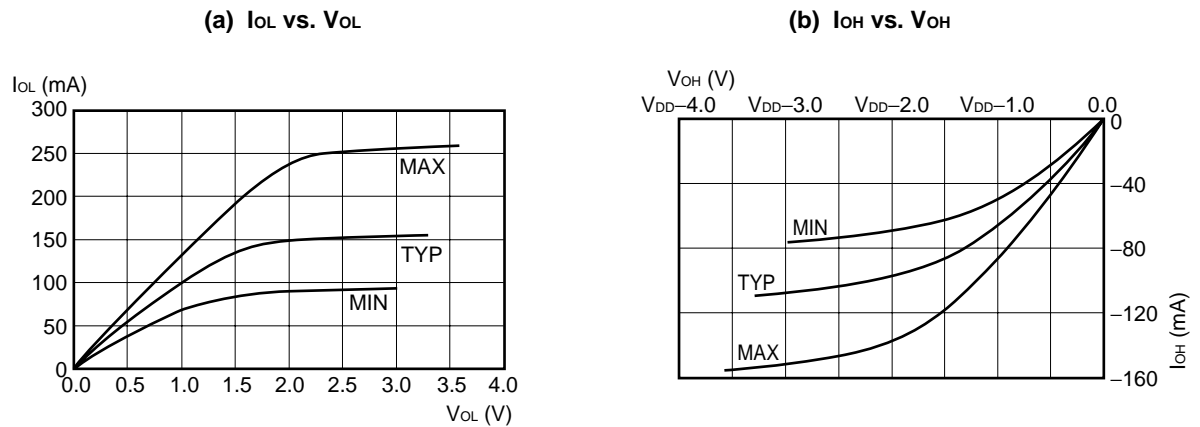 (a) IOL vs. VOL
IOL (mA)
300
250
200
150
100
50
0
MAX
TYP
MIN
0.0 0.5 1.0 1.5 2.0 2.5 3.0 3.5 4.0
VOL (V)
(b) IOH vs. VOH
VOH (V)
VDD–4.0 VDD–3.0 VDD–2.0 VDD–1.0 0.0
0
–40
–80
–120
–160
MIN
TYP
MAX
IOH (mA)